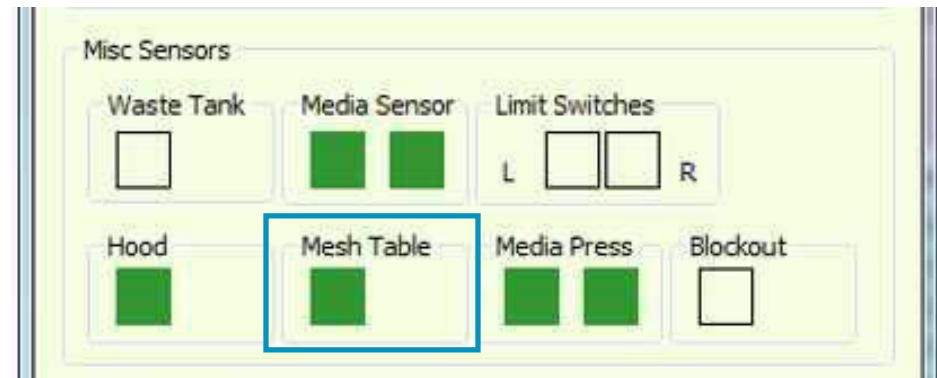 Misc Sensors
Waste Tank Media Sensor Limit Switches
L R
Hood Mesh Table Media Press Blockout